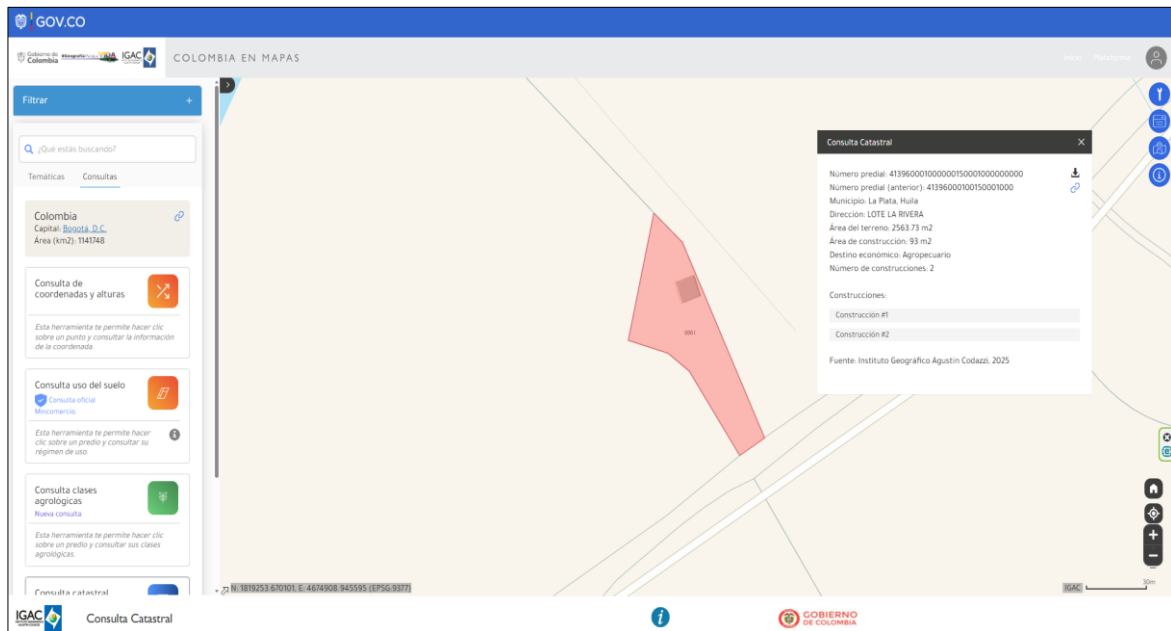 GOV.CO
Gobierno de
Colombia
IGAC
COLOMBIA EN MAPAS
Inicio Plataforma
Filtrar +
¿Qué estás buscando?
Temáticas Consultas
Colombia
Capital: Bogotá, D.C.
Área (km2): 1141748
Consulta de
coordenadas y alturas
Esta herramienta te permite hacer clic
sobre un punto y consultar la información
de la coordenada.
Consulta uso del suelo
Consulta oficial
Mincomercio.
Esta herramienta te permite hacer
clic sobre un predio y consultar su
régimen de uso.
Consulta clases
agrológicas
Nueva consulta
Esta herramienta te permite hacer clic
sobre un predio y consultar sus clases
agrológicas.
Consulta catastral
Consulta Catastral
Número predial: 413960001000000150001000000000
Número predial (anterior): 41396000100150001000
Municipio: La Plata, Huila
Dirección: LOTE LA RIVERA
Área del terreno: 2563.73 m2
Área de construcción: 93 m2
Destino económico: Agropecuario
Número de construcciones: 2
Construcciones:
Construcción #1
Construcción #2
Fuente: Instituto Geográfico Agustín Codazzi, 2025
N: 1819253.670101, E: 4674908.945595 (EPSG:9377)
IGAC
30m
IGAC
Consulta Catastral
GOBIERNO
DE COLOMBIA